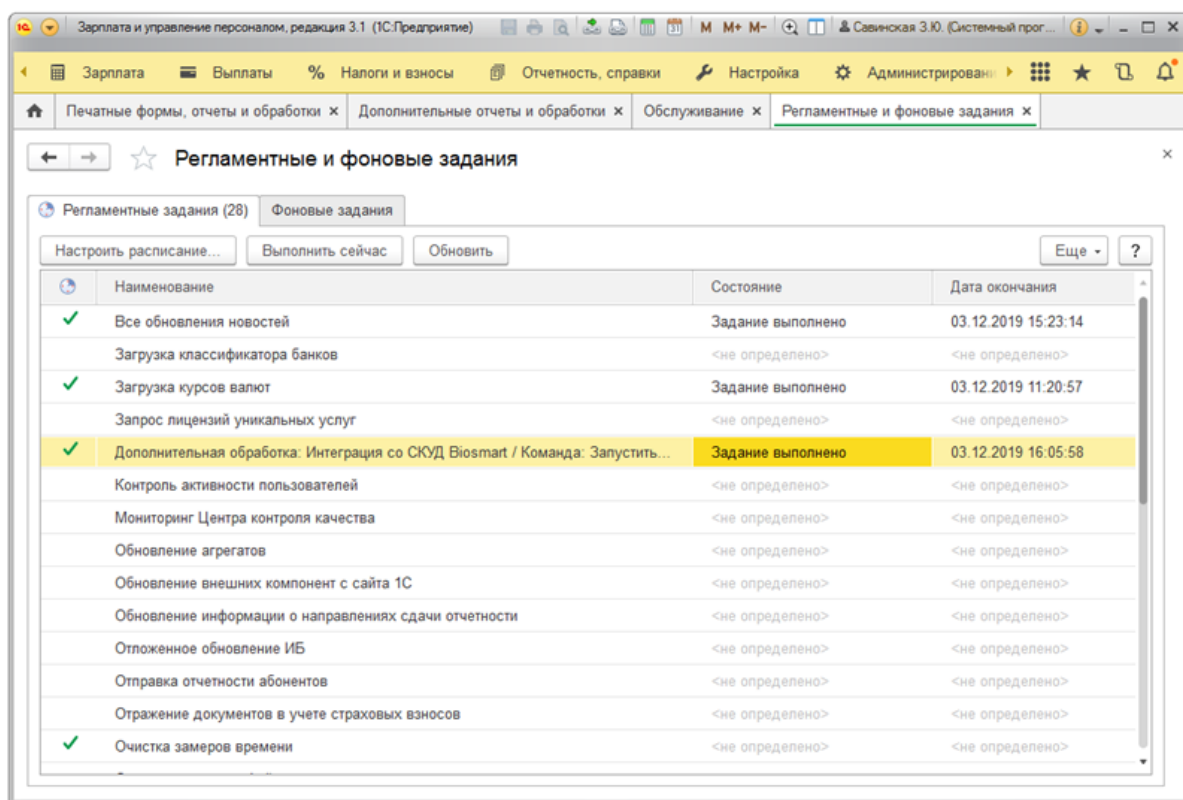 1С Зарплата и управление персоналом, редакция 3.1 (1С:Предприятие) 31 M M+ M- Савинская З.Ю. (Системный прог... i
Зарплата Выплаты % Налоги и взносы Отчетность, справки Настройка Администрировани
Печатные формы, отчеты и обработки × Дополнительные отчеты и обработки × Обслуживание × Регламентные и фоновые задания ×
Регламентные и фоновые задания ×
Регламентные задания (28) Фоновые задания
Настроить расписание... Выполнить сейчас Обновить Еще ?
Наименование Состояние Дата окончания
Все обновления новостей Задание выполнено 03.12.2019 15:23:14
Загрузка классификатора банков <не определено> <не определено>
Загрузка курсов валют Задание выполнено 03.12.2019 11:20:57
Запрос лицензий уникальных услуг <не определено> <не определено>
Дополнительная обработка: Интеграция со СКУД Biosmart / Команда: Запустить... Задание выполнено 03.12.2019 16:05:58
Контроль активности пользователей <не определено> <не определено>
Мониторинг Центра контроля качества <не определено> <не определено>
Обновление агрегатов <не определено> <не определено>
Обновление внешних компонент с сайта 1С <не определено> <не определено>
Обновление информации о направлениях сдачи отчетности <не определено> <не определено>
Отложенное обновление ИБ <не определено> <не определено>
Отправка отчетности абонентов <не определено> <не определено>
Отражение документов в учете страховых взносов <не определено> <не определено>
Очистка замеров времени <не определено> <не определено>